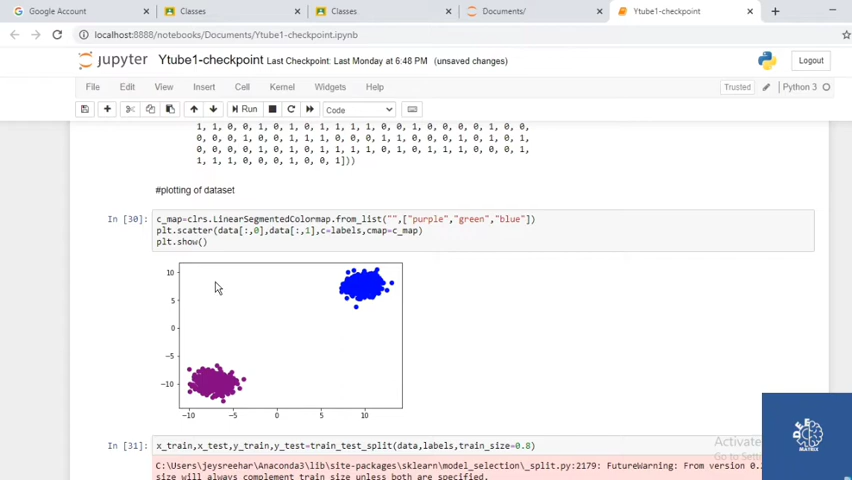 Google Account
Classes
Classes
Documents/
Ytube1-checkpoint
localhost:8888/notebooks/Documents/Ytube1-checkpoint.ipynb
jupyter Ytube1-checkpoint Last Checkpoint: Last Monday at 6:48 PM (unsaved changes)
Logout
File Edit View Insert Cell Kernel Widgets Help
Trusted
Python 3
Run
Code
1, 1, 0, 0, 1, 0, 1, 0, 1, 1, 1, 1, 0, 1, 0, 0, 1, 0, 0, 0, 1, 0,
0, 0, 0, 1, 0, 0, 1, 0, 1, 1, 0, 0, 1, 0, 1, 0, 0, 0, 0, 1, 0, 0,
0, 0, 0, 0, 1, 0, 1, 0, 1, 1, 1, 0, 0, 1, 1, 0, 1, 1, 1, 0, 0, 1,
1, 1, 1, 0, 0, 0, 1, 0, 0, 1]))
#plotting of dataset
In [30]:
c_map=clrs.LinearSegmentedColormap.from_list("",["purple","green","blue"])
plt.scatter(data[:,0],data[:,1],c=labels,cmap=c_map)
plt.show()
10
5
0
−5
−10
−10 −5 0 5 10
In [31]:
x_train,x_test,y_train,y_test=train_test_split(data,labels,train_size=0.8)
C:\Users\jeysreehar\Anaconda3\lib\site-packages\sklearn\model_selection\_split.py:2179: FutureWarning: From version 0.2
size will always complement train size unless both are specified.
Activate
Go to Setti
DEE
MATRIX